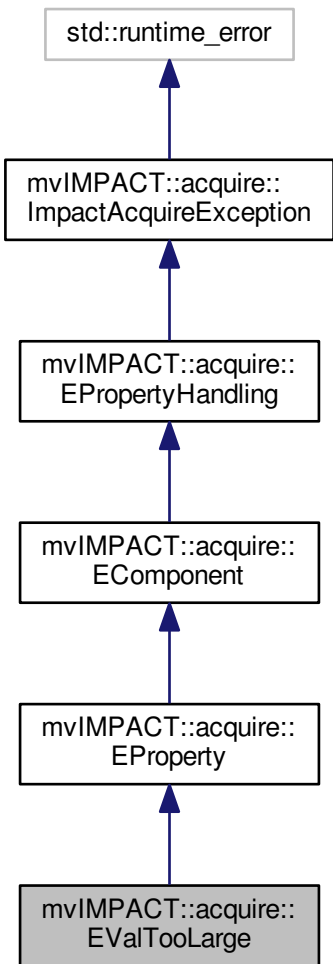 std::runtime_error
mvIMPACT::acquire::
ImpactAcquireException
mvIMPACT::acquire::
EPropertyHandling
mvIMPACT::acquire::
EComponent
mvIMPACT::acquire::
EProperty
mvIMPACT::acquire::
EValTooLarge